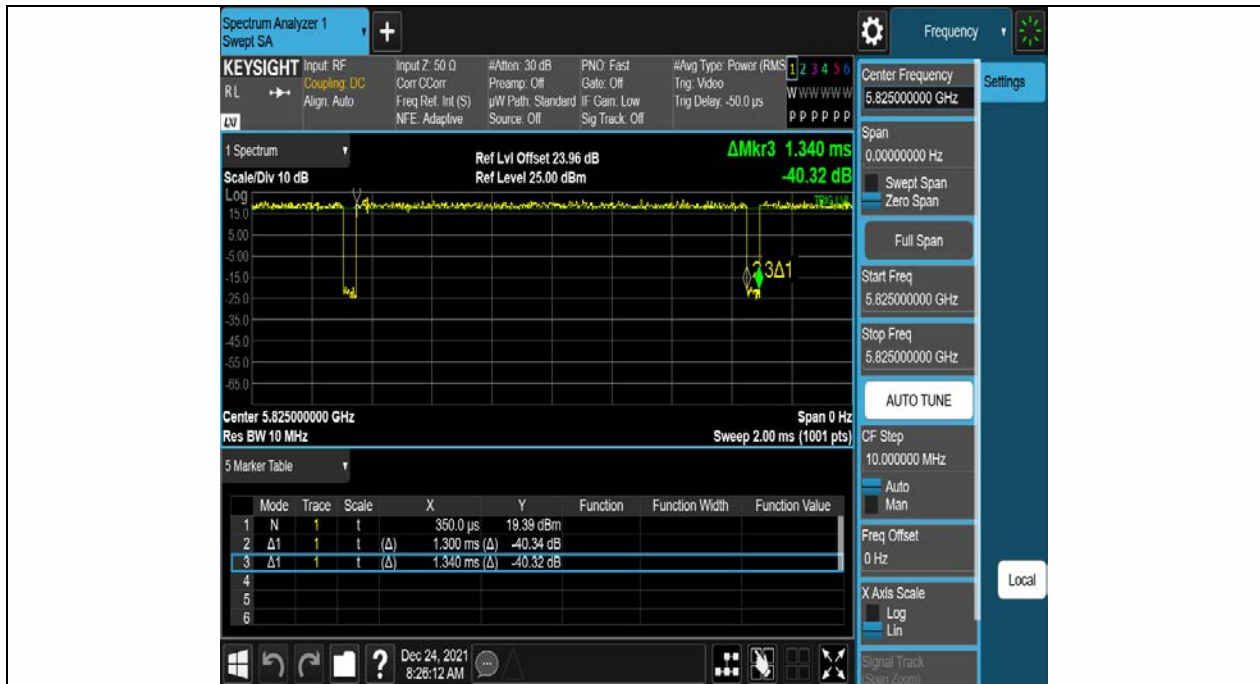 Spectrum Analyzer 1
Swept SA
+
Frequency
KEYSIGHT
RL
LXI
Input: RF
Coupling: DC
Align: Auto
Input Z: 50 Ω
Corr CCorr
Freq Ref: Int (S)
NFE: Adaptive
#Atten: 30 dB
Preamp: Off
µW Path: Standard
Source: Off
PNO: Fast
Gate: Off
IF Gain: Low
Sig Track: Off
#Avg Type: Power (RMS
Trig: Video
Trig Delay: -50.0 µs
1 2 3 4 5 6
W W W W W W
P P P P P P
1 Spectrum
Scale/Div 10 dB
Ref Lvl Offset 23.96 dB
Ref Level 25.00 dBm
ΔMkr3 1.340 ms
-40.32 dB
Log
TRIG LVL
15.0
5.00
-5.00
-15.0
-25.0
-35.0
-45.0
-55.0
-65.0
3Δ1
Center 5.825000000 GHz
Res BW 10 MHz
Span 0 Hz
Sweep 2.00 ms (1001 pts)
5 Marker Table
Mode Trace Scale X Y Function Function Width Function Value
1 N 1 t 350.0 µs 19.39 dBm
2 Δ1 1 t (Δ) 1.300 ms (Δ) -40.34 dB
3 Δ1 1 t (Δ) 1.340 ms (Δ) -40.32 dB
4
5
6
Dec 24, 2021
8:26:12 AM
Center Frequency
5.825000000 GHz
Span
0.00000000 Hz
Swept Span
Zero Span
Full Span
Start Freq
5.825000000 GHz
Stop Freq
5.825000000 GHz
AUTO TUNE
CF Step
10.000000 MHz
Auto
Man
Freq Offset
0 Hz
X Axis Scale
Log
Lin
Signal Track
(Span Zoom)
Settings
Local